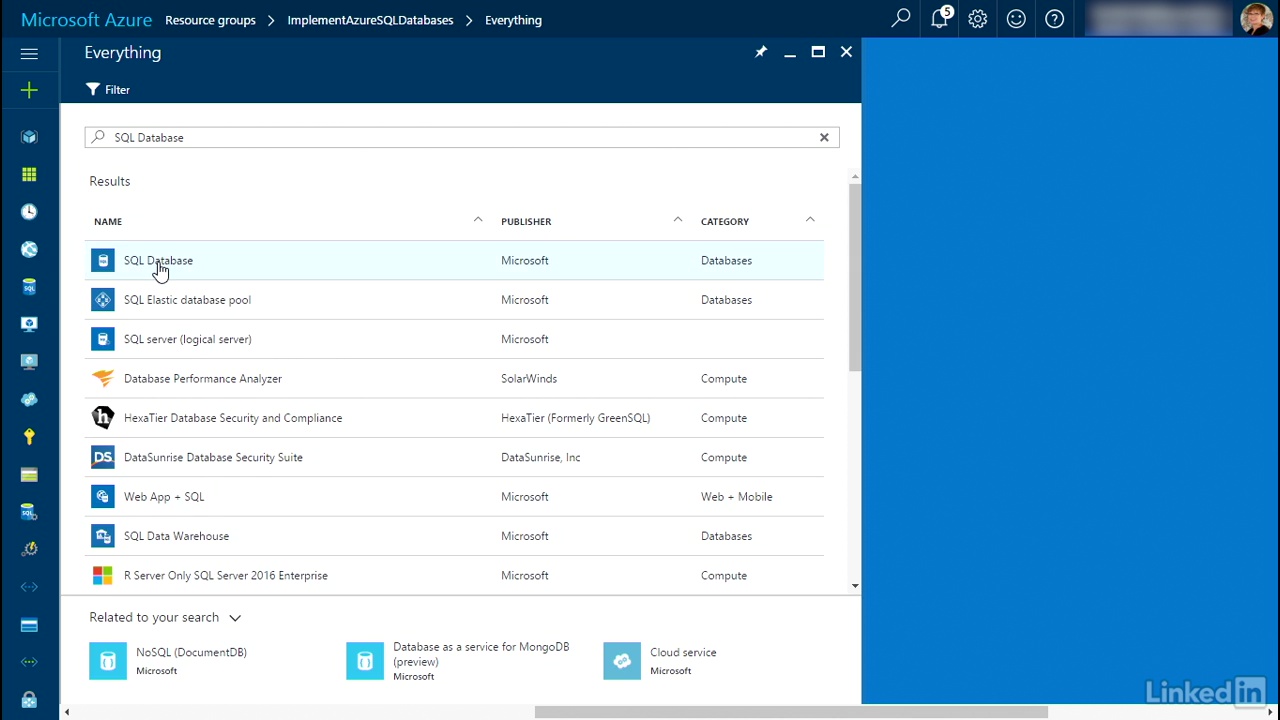 Microsoft Azure Resource groups > ImplementAzureSQLDatabases > Everything
5
Everything
Filter
SQL Database
Results
NAME PUBLISHER CATEGORY
SQL Database Microsoft Databases
SQL Elastic database pool Microsoft Databases
SQL server (logical server) Microsoft
Database Performance Analyzer SolarWinds Compute
HexaTier Database Security and Compliance HexaTier (Formerly GreenSQL) Compute
DS DataSunrise Database Security Suite DataSunrise, Inc Compute
Web App + SQL Microsoft Web + Mobile
SQL Data Warehouse Microsoft Databases
R Server Only SQL Server 2016 Enterprise Microsoft Compute
Related to your search
NoSQL (DocumentDB)
Microsoft
Database as a service for MongoDB
(preview)
Microsoft
Cloud service
Microsoft
LinkedIn